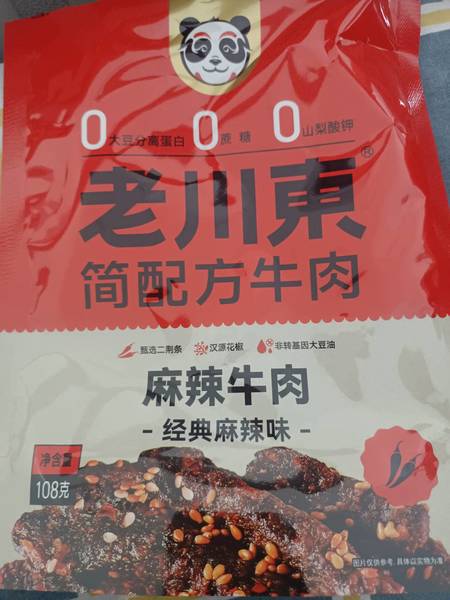 0大豆分离蛋白 0蔗糖 0山梨酸钾
老川東®
简配方牛肉
甄选二荆条 汉源花椒 非转基因大豆油
麻辣牛肉
-经典麻辣味-
净含量
108克
图片仅供参考,具体以实物为准